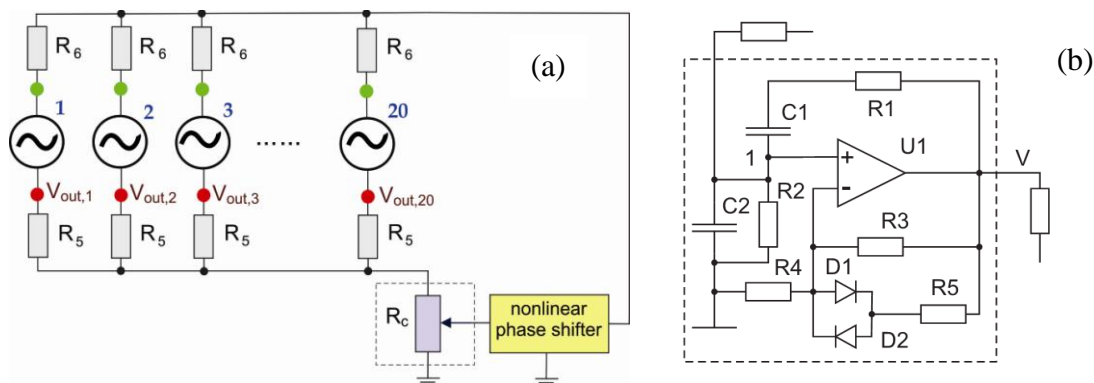 R6 R6 R6 R6
(a)
1 2 3 20
......
Vout,1 Vout,2 Vout,3 Vout,20
R5 R5 R5 R5
Rc
nonlinear
phase shifter
(b)
C1 R1
1 + U1 V
-
C2 R2
R3
R4 D1
R5
D2